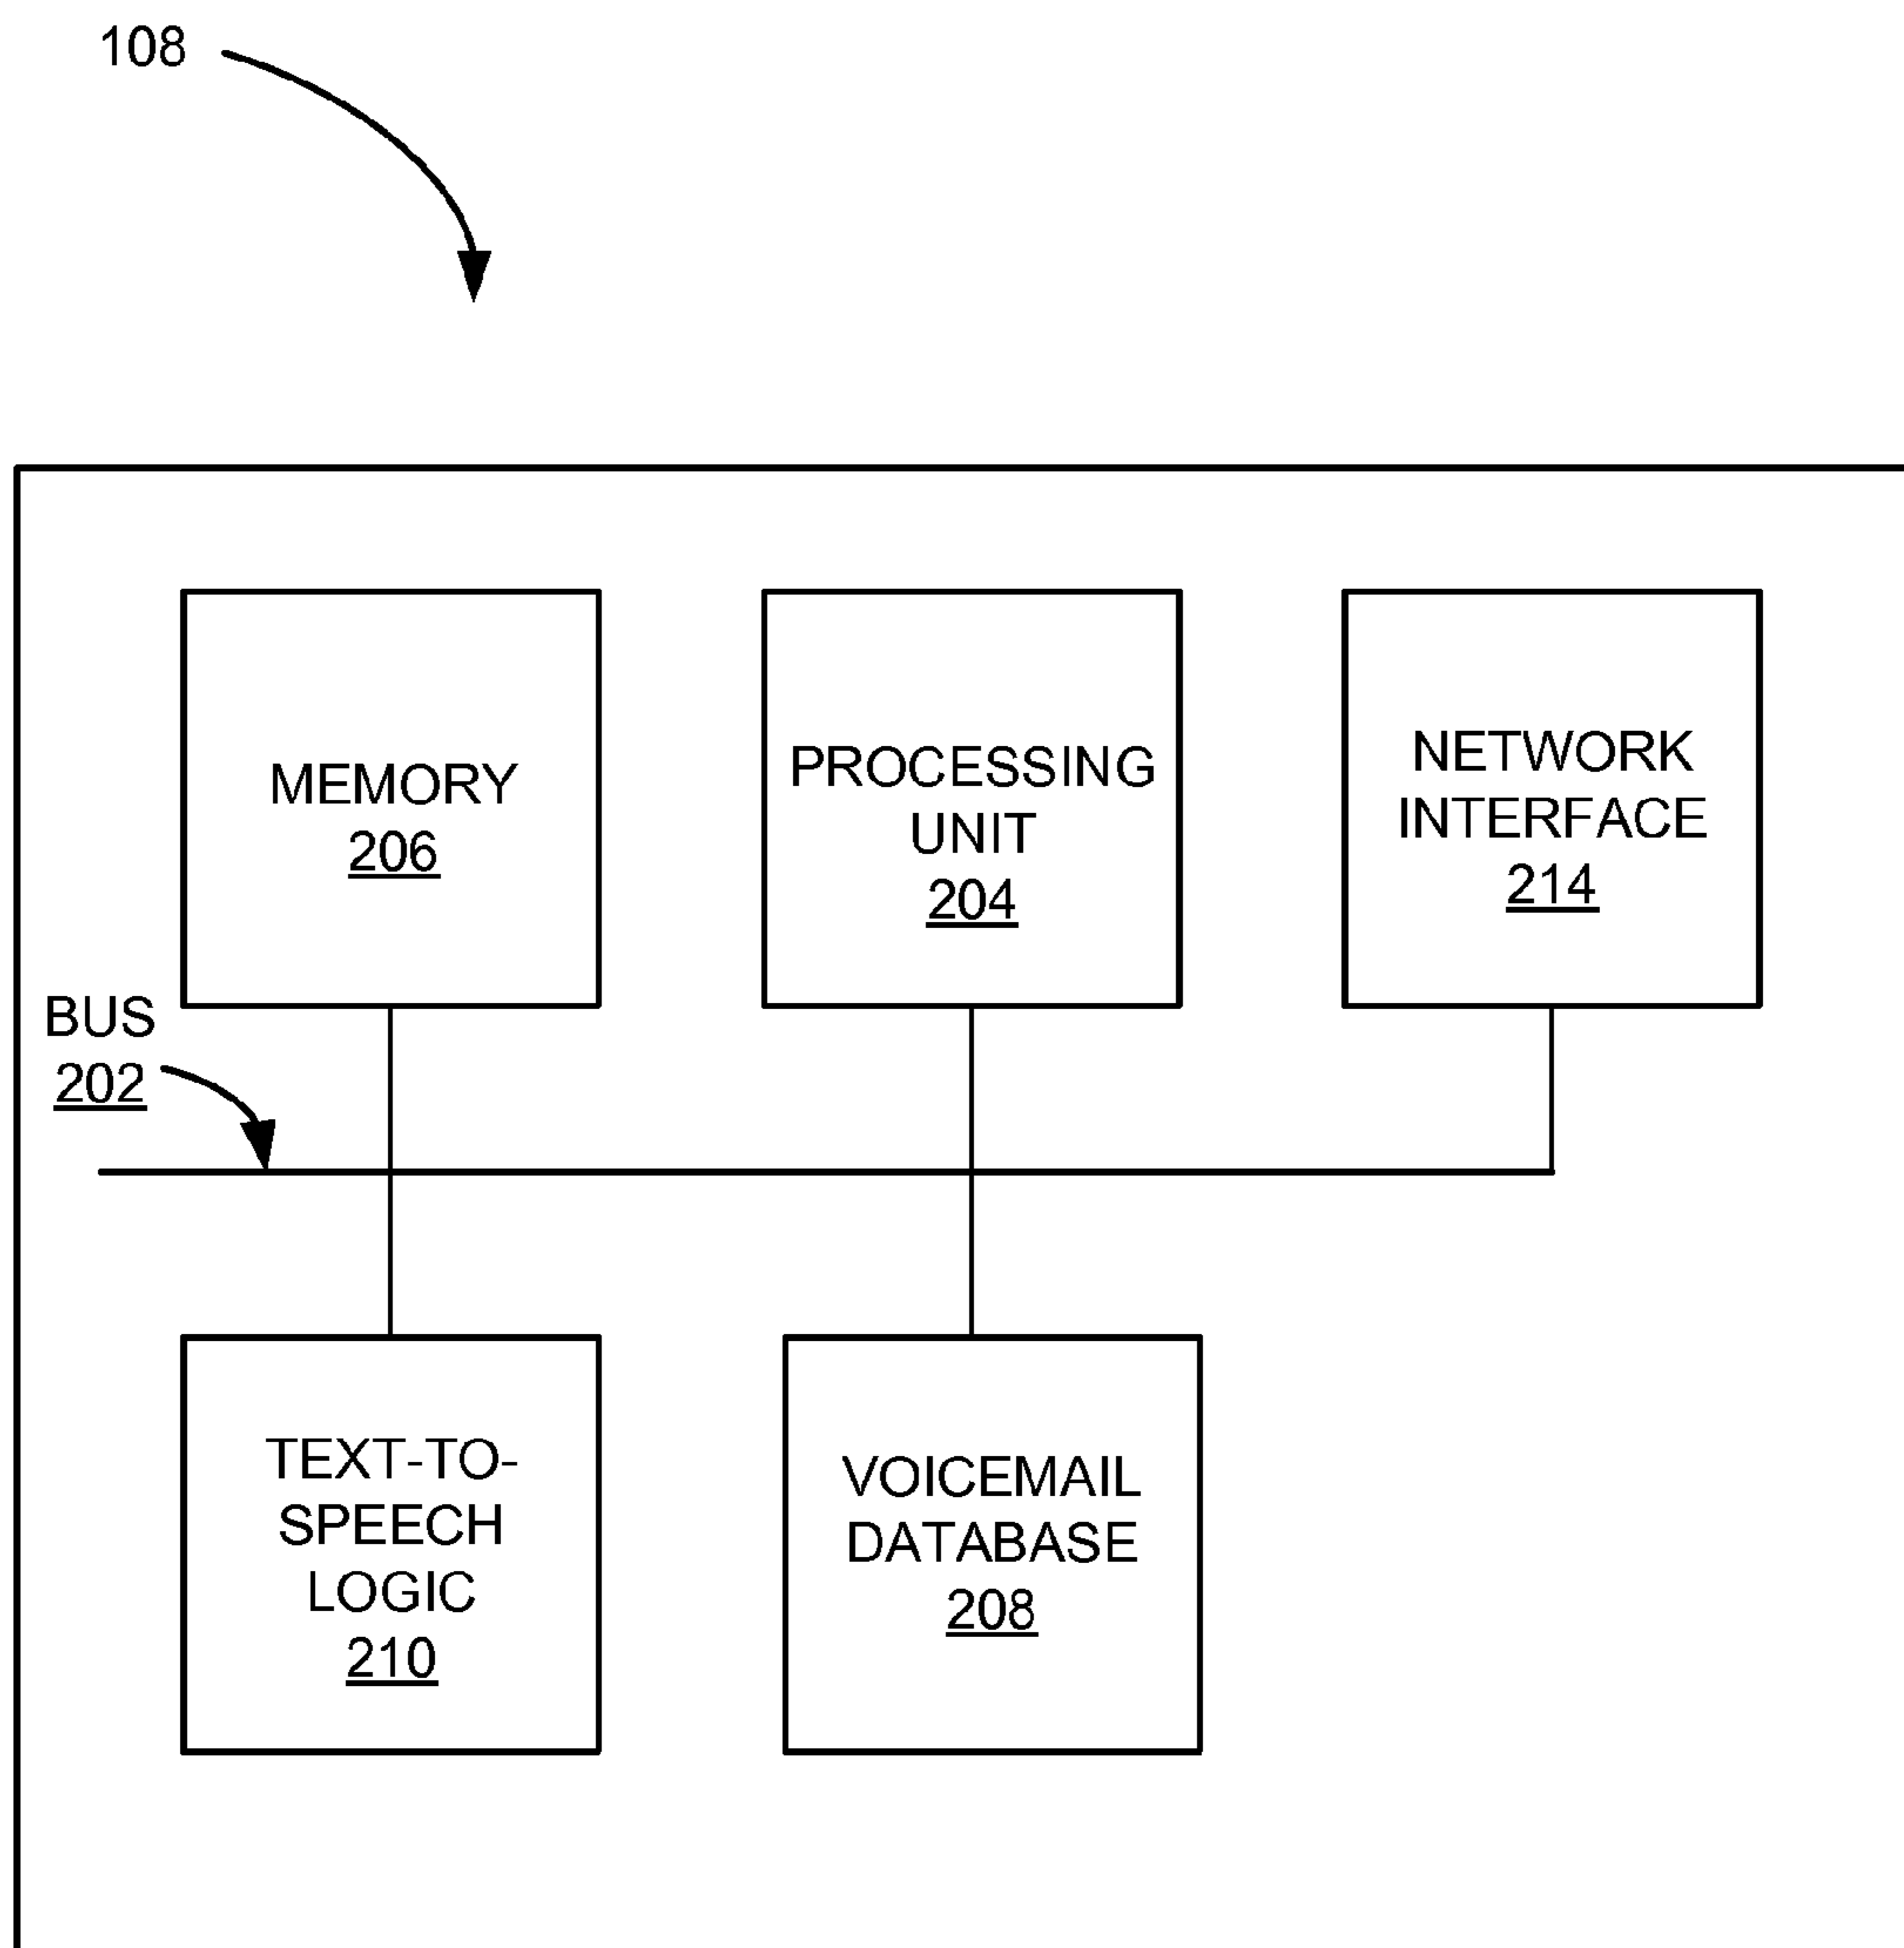 108
MEMORY
206
PROCESSING
UNIT
204
NETWORK
INTERFACE
214
BUS
202
TEXT-TO-
SPEECH
LOGIC
210
VOICEMAIL
DATABASE
208